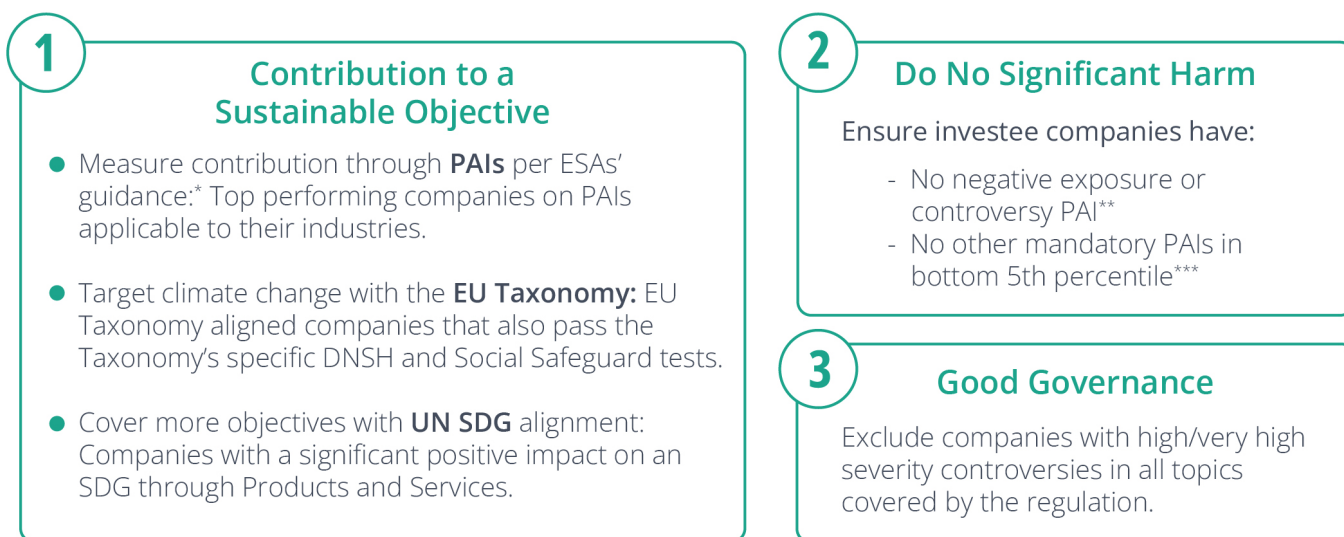 1
Contribution to a
Sustainable Objective
● Measure contribution through PAIs per ESAs’
guidance:* Top performing companies on PAIs
applicable to their industries.
● Target climate change with the EU Taxonomy: EU
Taxonomy aligned companies that also pass the
Taxonomy’s specific DNSH and Social Safeguard tests.
● Cover more objectives with UN SDG alignment:
Companies with a significant positive impact on an
SDG through Products and Services.
2
Do No Significant Harm
Ensure investee companies have:
- No negative exposure or
controversy PAI**
- No other mandatory PAIs in
bottom 5th percentile***
3
Good Governance
Exclude companies with high/very high
severity controversies in all topics
covered by the regulation.